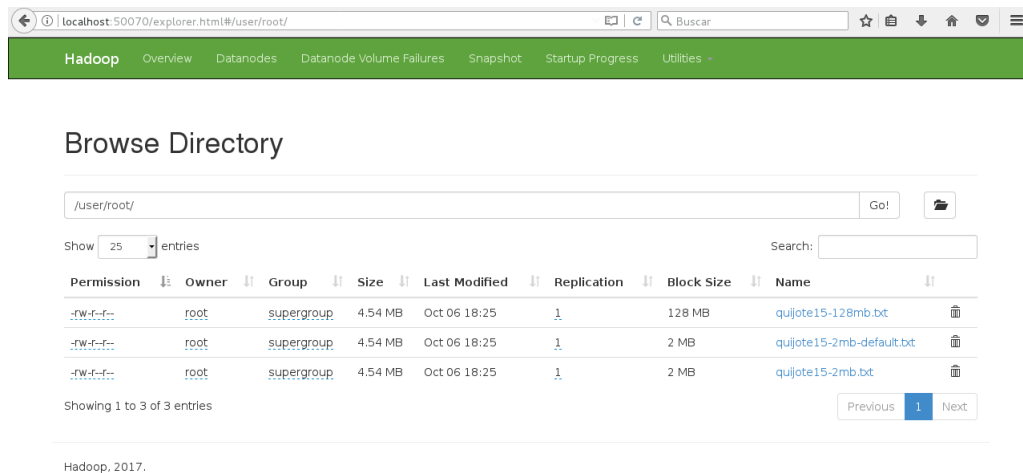 localhost:50070/explorer.html#/user/root/ Buscar
Hadoop Overview Datanodes Datanode Volume Failures Snapshot Startup Progress Utilities
Browse Directory
/user/root/ Go!
Show 25 entries Search:
Permission Owner Group Size Last Modified Replication Block Size Name
-rw-r--r-- root supergroup 4.54 MB Oct 06 18:25 1 128 MB quijote15-128mb.txt
-rw-r--r-- root supergroup 4.54 MB Oct 06 18:25 1 2 MB quijote15-2mb-default.txt
-rw-r--r-- root supergroup 4.54 MB Oct 06 18:25 1 2 MB quijote15-2mb.txt
Showing 1 to 3 of 3 entries Previous 1 Next
Hadoop, 2017.